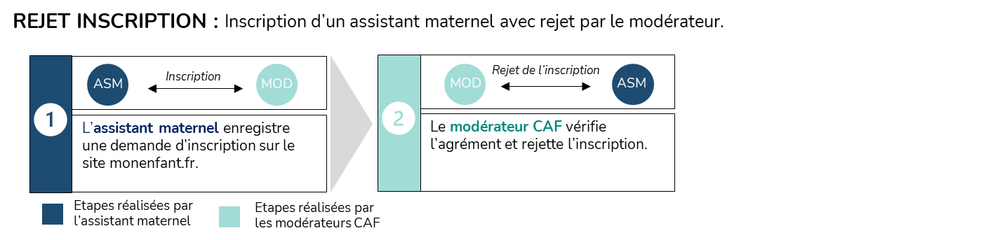 REJET INSCRIPTION : Inscription d’un assistant maternel avec rejet par le modérateur.
1
ASM
Inscription
MOD
L’assistant maternel enregistre
une demande d’inscription sur le
site monenfant.fr.
2
MOD
Rejet de l’inscription
ASM
Le modérateur CAF vérifie
l’agrément et rejette l’inscription.
Etapes réalisées par
l’assistant maternel
Etapes réalisées par
les modérateurs CAF